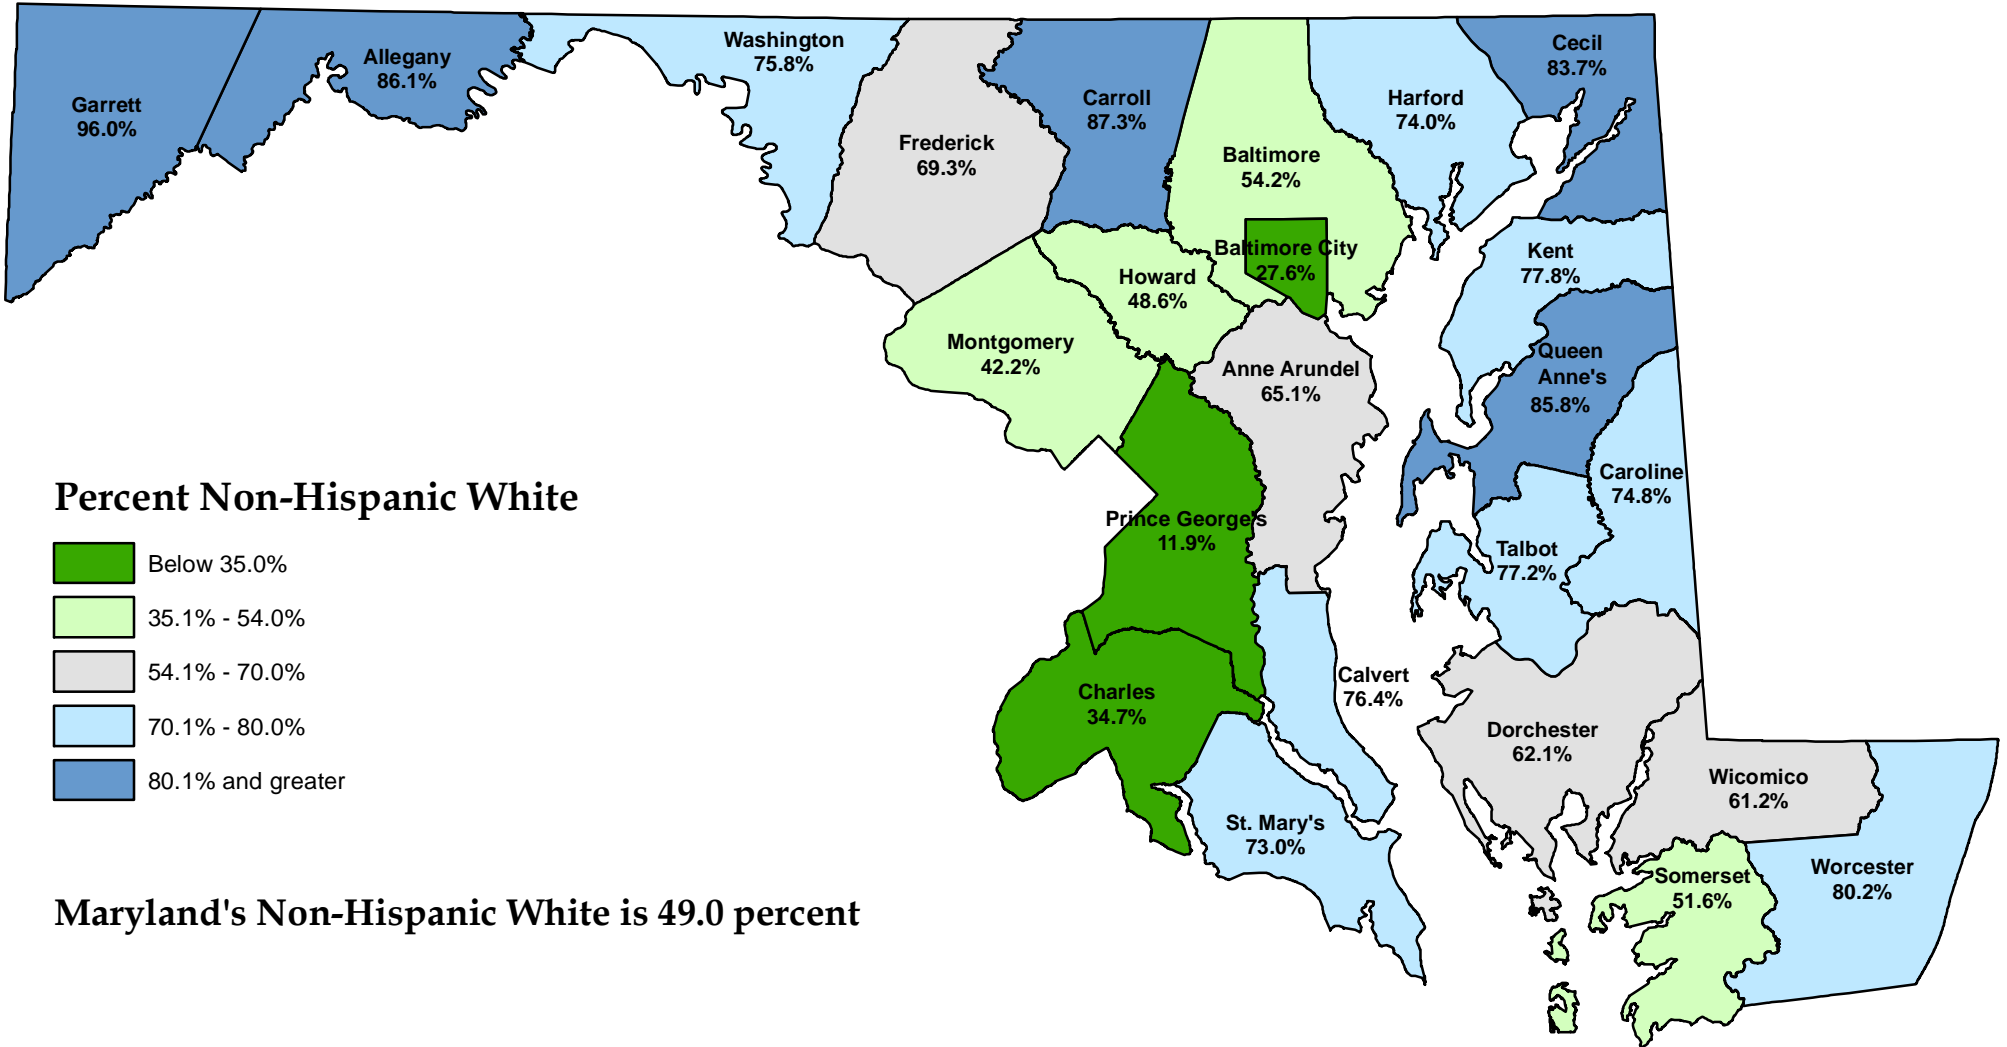 Washington
75.8%
Allegany
86.1%
Cecil
83.7%
Garrett
96.0%
Carroll
87.3%
Harford
74.0%
Frederick
69.3%
Baltimore
54.2%
Baltimore City
27.6%
Kent
77.8%
Howard
48.6%
Montgomery
42.2%
Anne Arundel
65.1%
Queen
Anne's
85.8%
Caroline
74.8%
Prince George's
11.9%
Talbot
77.2%
Charles
34.7%
Calvert
76.4%
Dorchester
62.1%
Wicomico
61.2%
St. Mary's
73.0%
Somerset
51.6%
Worcester
80.2%
Percent Non-Hispanic White
Below 35.0%
35.1% - 54.0%
54.1% - 70.0%
70.1% - 80.0%
80.1% and greater
Maryland's Non-Hispanic White is 49.0 percent